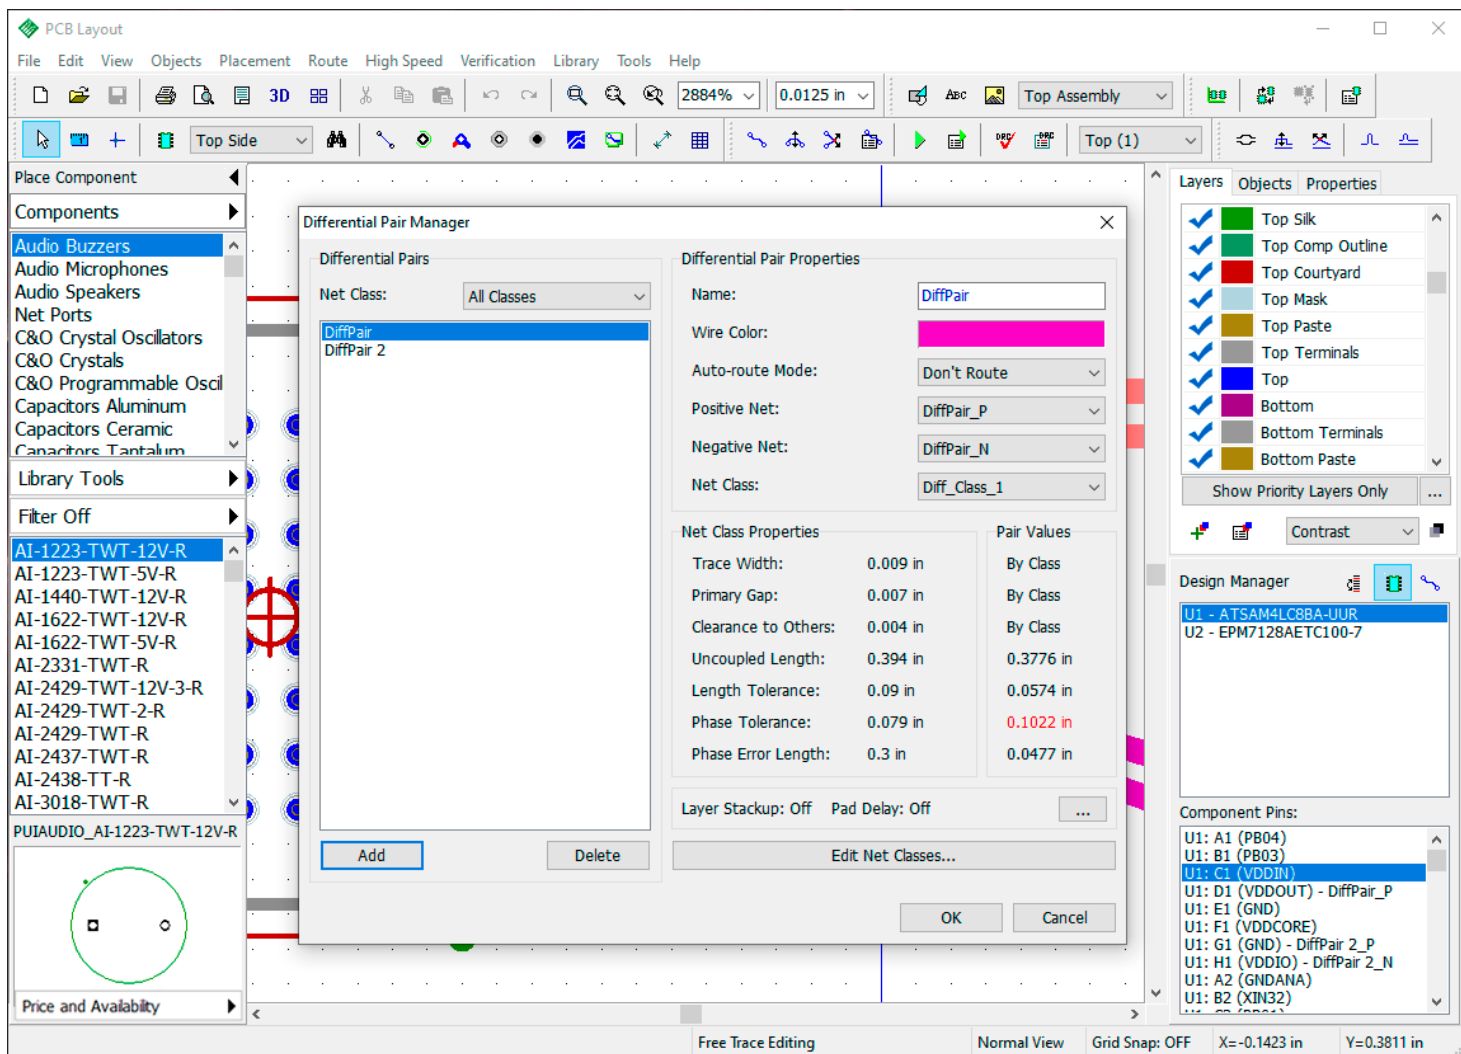 PCB Layout
File Edit View Objects Placement Route High Speed Verification Library Tools Help
3D 2884% 0.0125 in ABC Top Assembly
Top Side DRC DRC Top (1)
Place Component
Components
Audio Buzzers
Audio Microphones
Audio Speakers
Net Ports
C&O Crystal Oscillators
C&O Crystals
C&O Programmable Oscil
Capacitors Aluminum
Capacitors Ceramic
Capacitors Tantalum
Library Tools
Filter Off
AI-1223-TWT-12V-R
AI-1223-TWT-5V-R
AI-1440-TWT-12V-R
AI-1622-TWT-12V-R
AI-1622-TWT-5V-R
AI-2331-TWT-R
AI-2429-TWT-12V-3-R
AI-2429-TWT-2-R
AI-2429-TWT-R
AI-2437-TWT-R
AI-2438-TT-R
AI-3018-TWT-R
PUIAUDIO_AI-1223-TWT-12V-R
Price and Availability
Differential Pair Manager
Differential Pairs
Net Class: All Classes
DiffPair
DiffPair 2
Add Delete
Differential Pair Properties
Name: DiffPair
Wire Color:
Auto-route Mode: Don't Route
Positive Net: DiffPair_P
Negative Net: DiffPair_N
Net Class: Diff_Class_1
Net Class Properties Pair Values
Trace Width: 0.009 in By Class
Primary Gap: 0.007 in By Class
Clearance to Others: 0.004 in By Class
Uncoupled Length: 0.394 in 0.3776 in
Length Tolerance: 0.09 in 0.0574 in
Phase Tolerance: 0.079 in 0.1022 in
Phase Error Length: 0.3 in 0.0477 in
Layer Stackup: Off Pad Delay: Off ...
Edit Net Classes...
OK Cancel
Layers Objects Properties
Top Silk
Top Comp Outline
Top Courtyard
Top Mask
Top Paste
Top Terminals
Top
Bottom
Bottom Terminals
Bottom Paste
Show Priority Layers Only ...
Contrast
Design Manager
U1 - ATSAM4LC8BA-UUR
U2 - EPM7128AETC100-7
Component Pins:
U1: A1 (PB04)
U1: B1 (PB03)
U1: C1 (VDDIN)
U1: D1 (VDDOUT) - DiffPair_P
U1: E1 (GND)
U1: F1 (VDDCORE)
U1: G1 (GND) - DiffPair 2_P
U1: H1 (VDDIO) - DiffPair 2_N
U1: A2 (GNDANA)
U1: B2 (XIN32)
Free Trace Editing Normal View Grid Snap: OFF X=-0.1423 in Y=0.3811 in